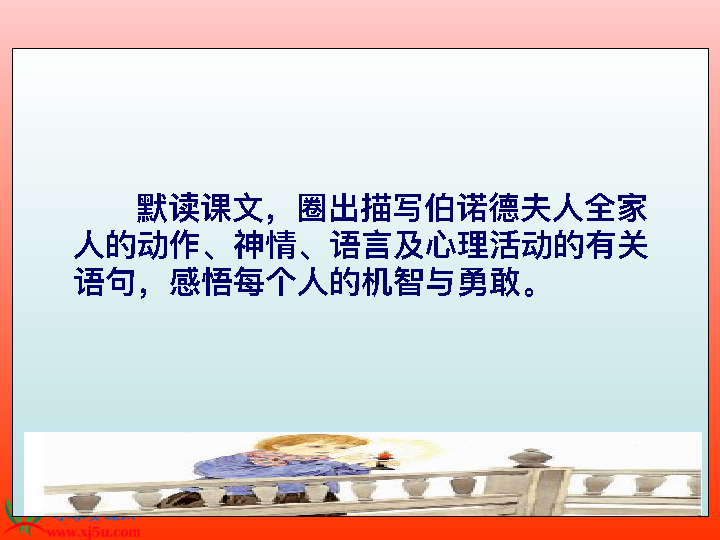 默读课文，圈出描写伯诺德夫人全家
人的动作、神情、语言及心理活动的有关
语句，感悟每个人的机智与勇敢。
www.xj5u.com